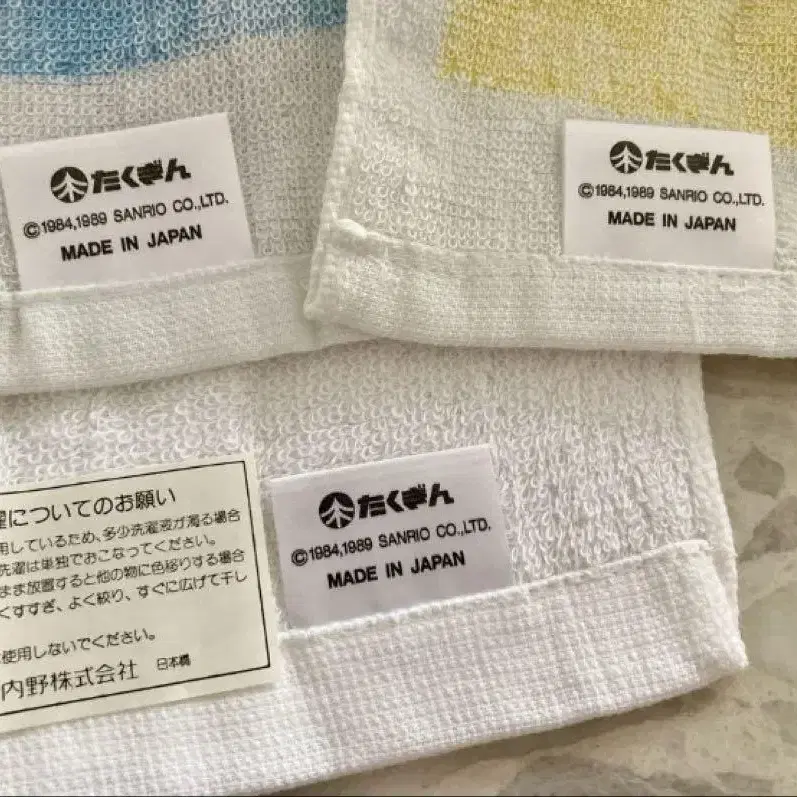 たくぎん
©1984,1989 SANRIO CO.,LTD.
MADE IN JAPAN
たくぎん
©1984,1989 SANRIO CO.,LTD.
MADE IN JAPAN
たくぎん
©1984,1989 SANRIO CO.,LTD.
MADE IN JAPAN
についてのお願い
用しているため、多少洗濯液が濁る場合
洗濯は単独でおこなってください。
まま放置すると他の物に色移りする場合
くすすぎ、よく絞り、すぐに広げて干し
使用しないでください。
内野株式会社 日本橋